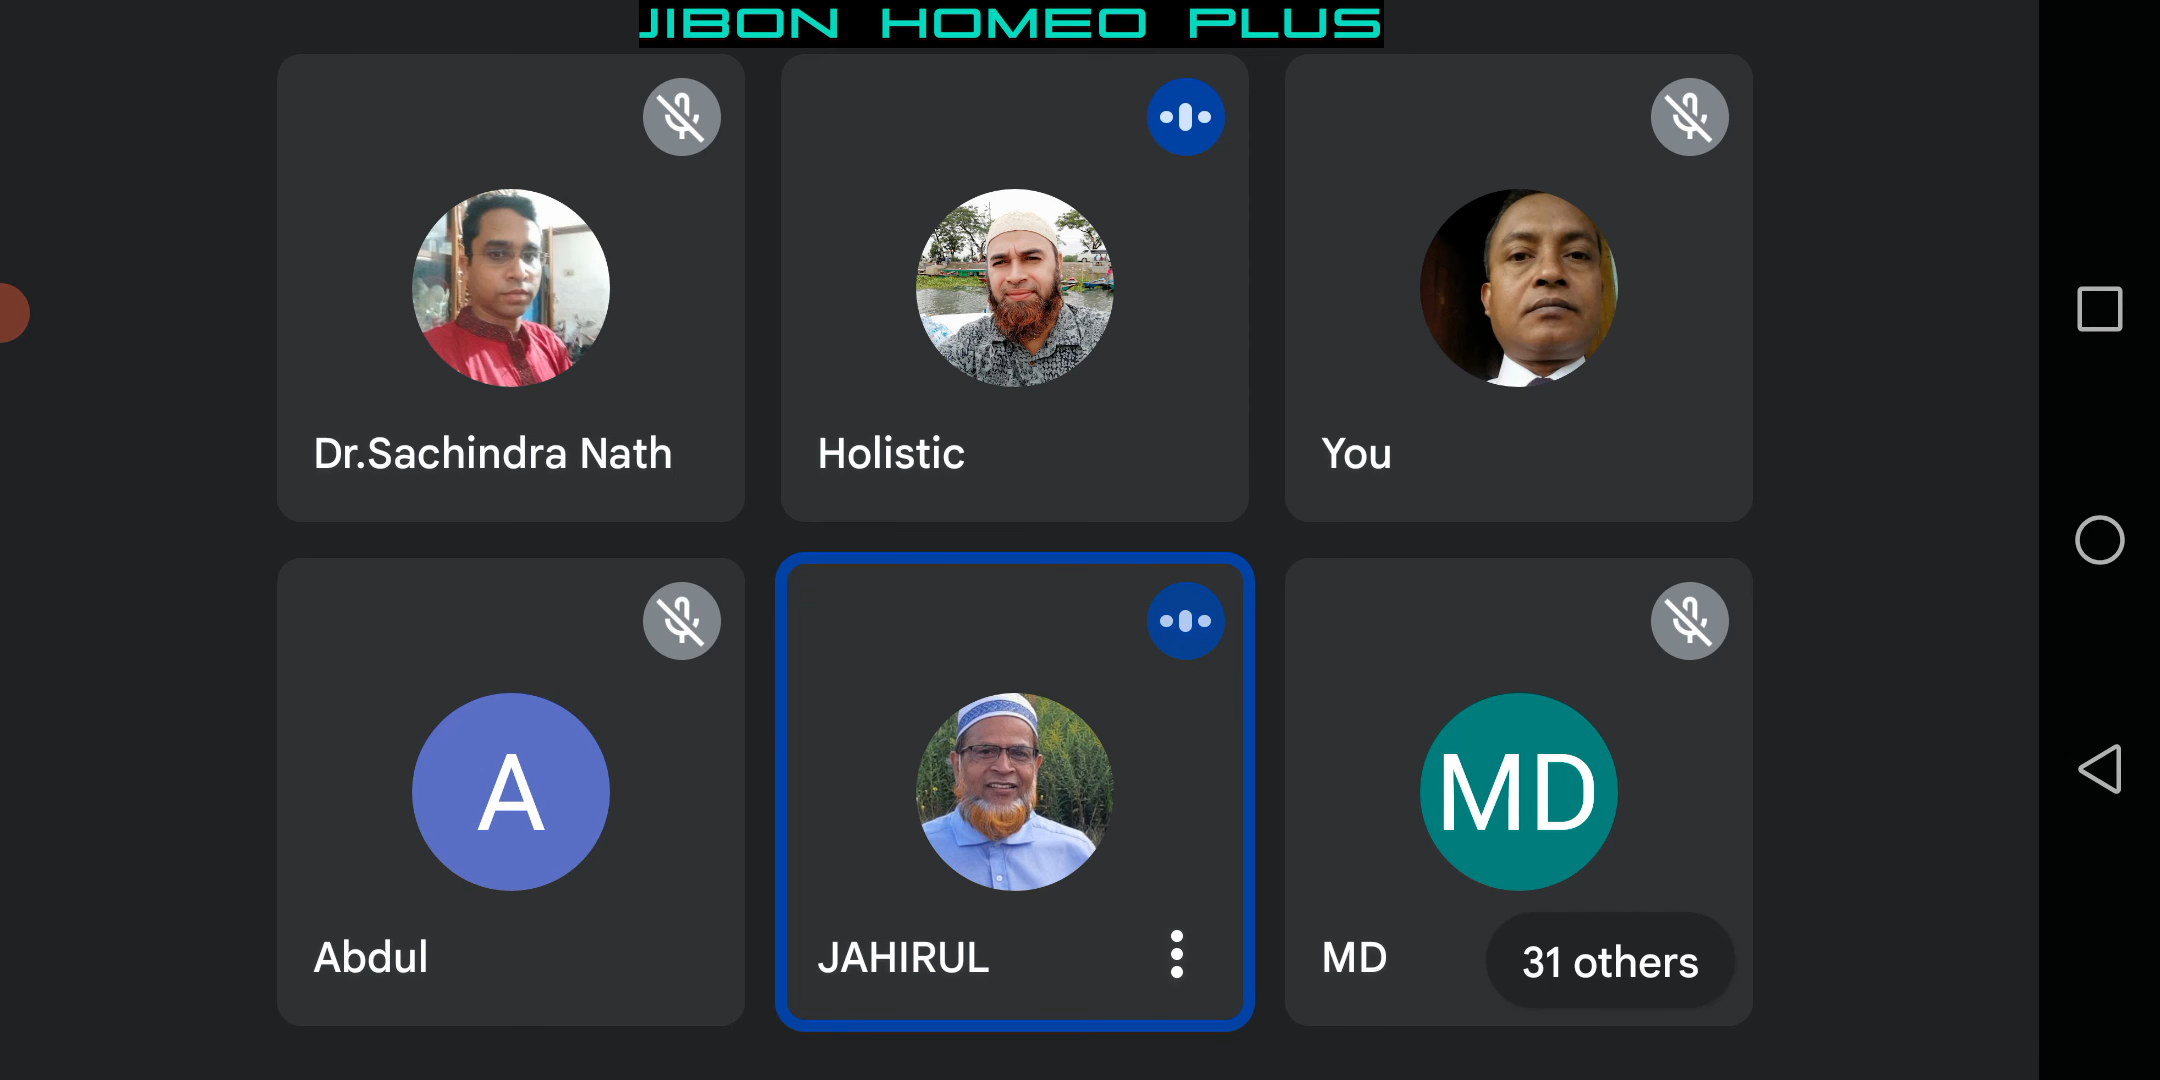 JIBON HOMEO PLUS
Dr.Sachindra Nath
Holistic
You
A
Abdul
JAHIRUL
MD
MD
31 others